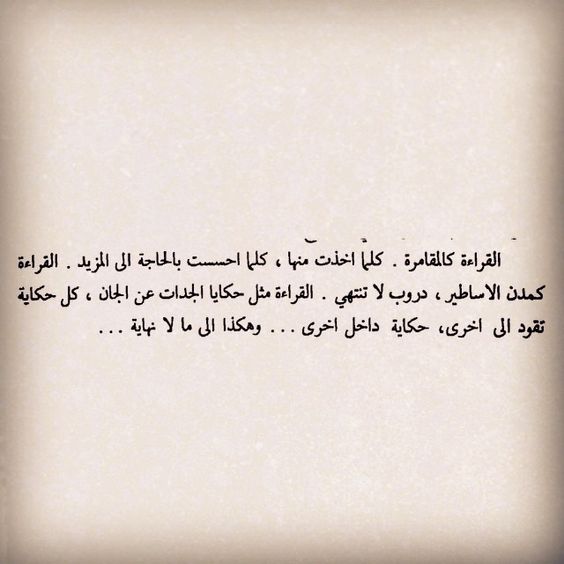 القراءة كالمقامرة . كلما اخذت منها ، كلما احسست بالحاجة الى المزيد . القراءة
كمدن الاساطير ، دروب لا تنتهي . القراءة مثل حكايا الجدات عن الجان ، كل حكاية
تقود الى اخرى، حكاية داخل اخرى ... وهكذا الى ما لا نهاية ...